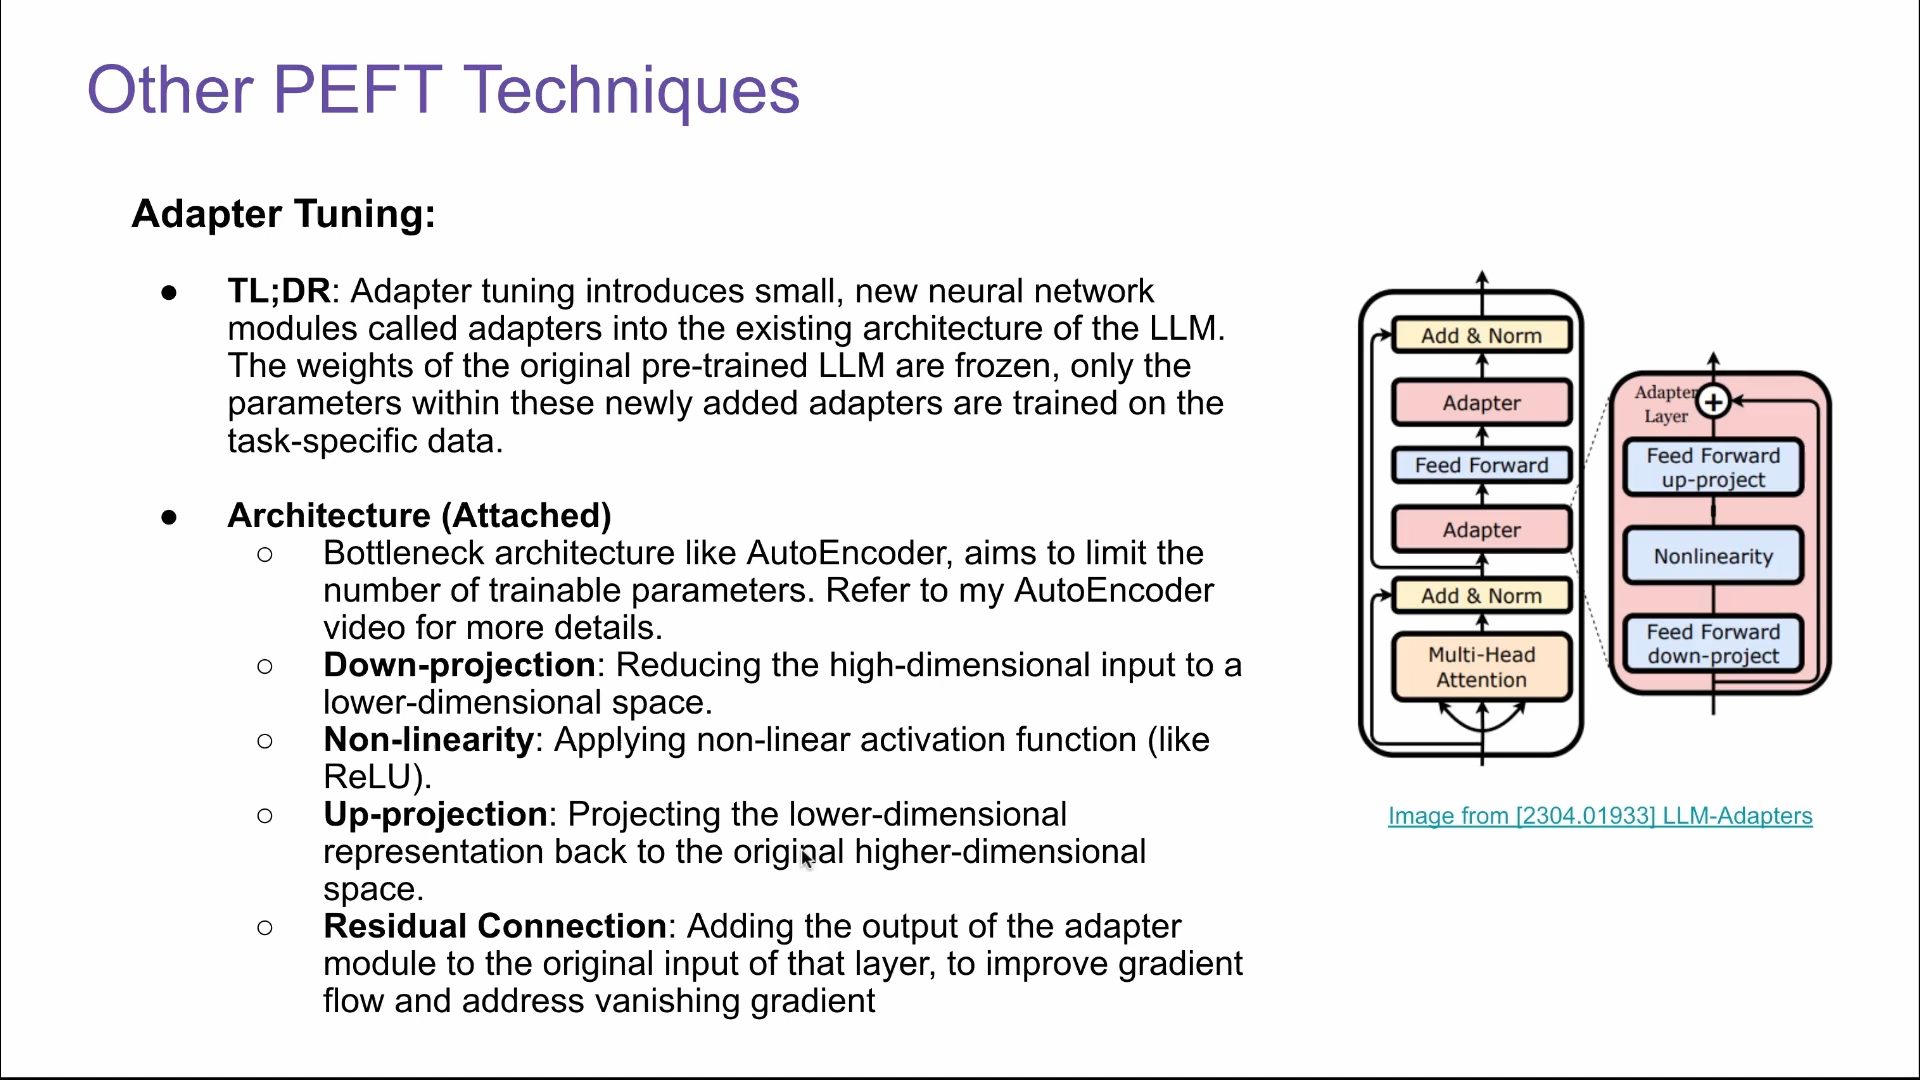 Other PEFT Techniques
Adapter Tuning:
● TL;DR: Adapter tuning introduces small, new neural network
modules called adapters into the existing architecture of the LLM.
The weights of the original pre-trained LLM are frozen, only the
parameters within these newly added adapters are trained on the
task-specific data.
● Architecture (Attached)
○ Bottleneck architecture like AutoEncoder, aims to limit the
number of trainable parameters. Refer to my AutoEncoder
video for more details.
○ Down-projection: Reducing the high-dimensional input to a
lower-dimensional space.
○ Non-linearity: Applying non-linear activation function (like
ReLU).
○ Up-projection: Projecting the lower-dimensional
representation back to the original higher-dimensional
space.
○ Residual Connection: Adding the output of the adapter
module to the original input of that layer, to improve gradient
flow and address vanishing gradient
Add & Norm
Adapter
Feed Forward
Adapter
Add & Norm
Multi-Head
Attention
Adapter
Layer
+
Feed Forward
up-project
Nonlinearity
Feed Forward
down-project
Image from [2304.01933] LLM-Adapters